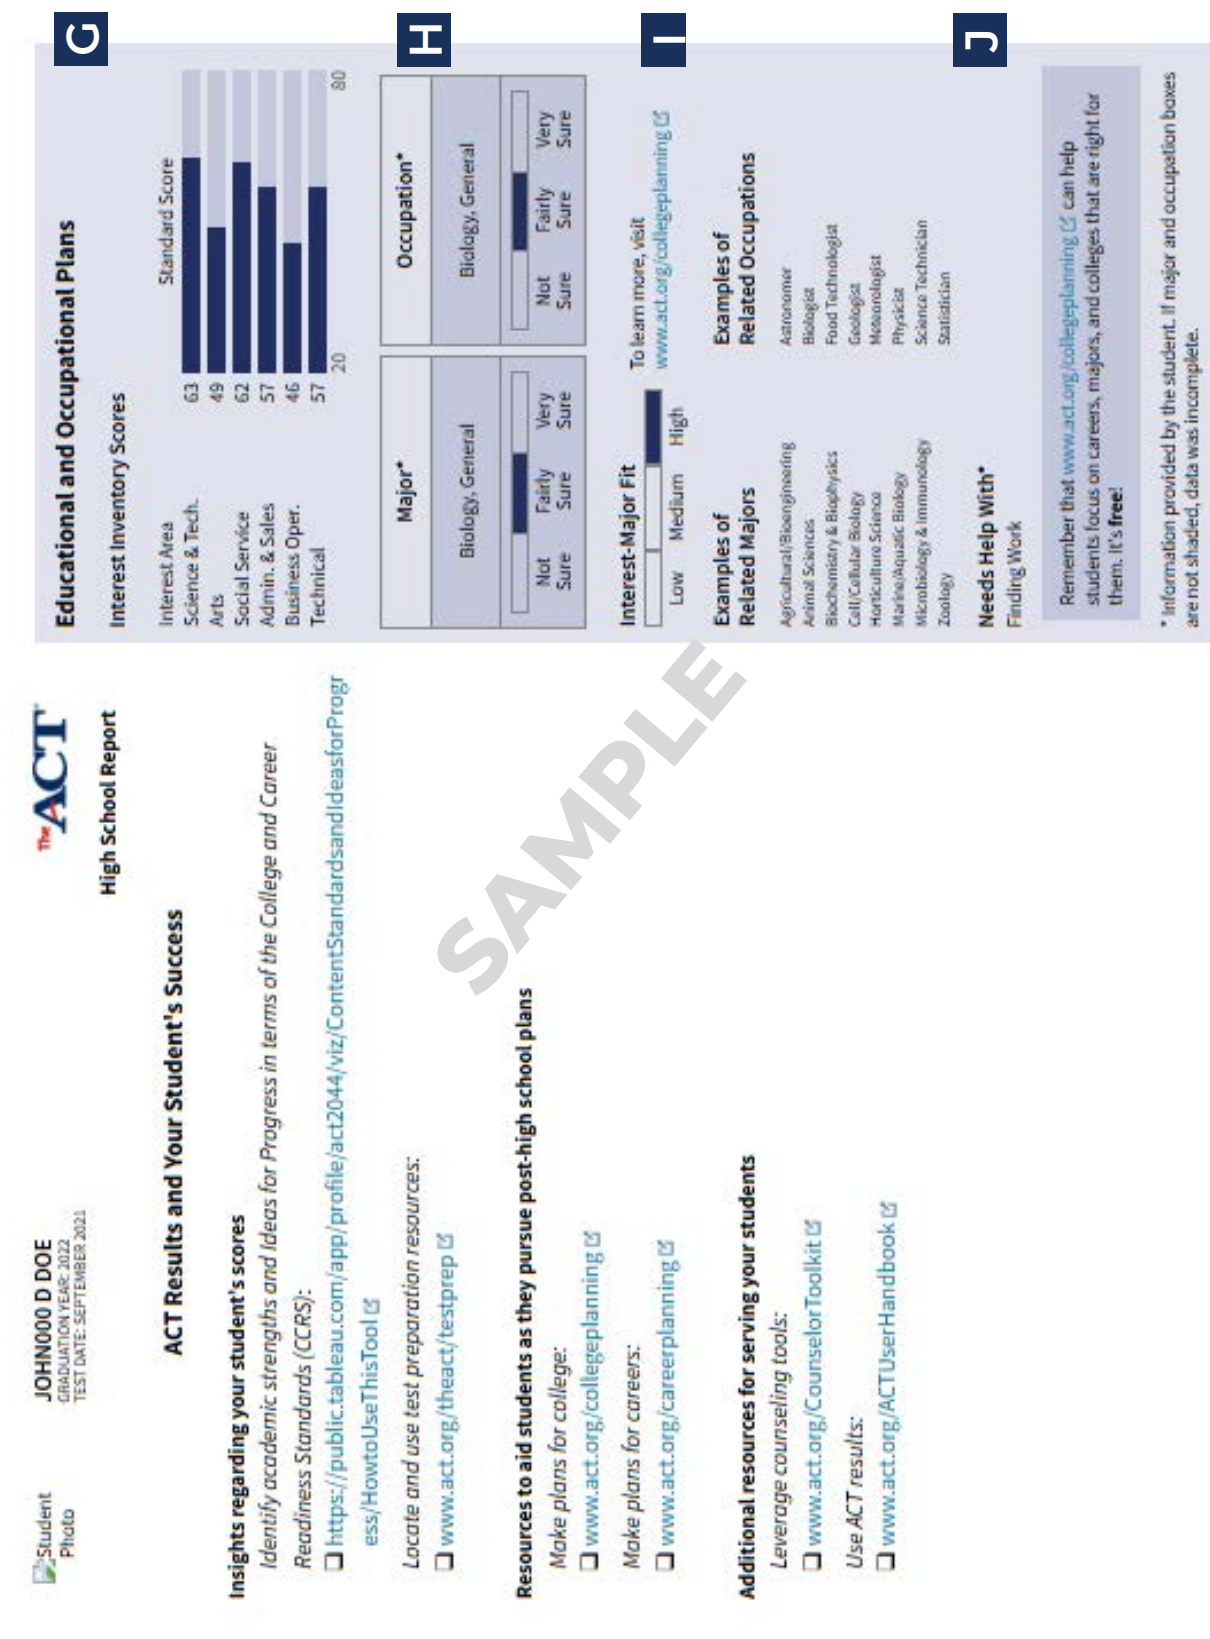 Student
Photo
JOHN000 D DOE
GRADUATION YEAR: 2022
TEST DATE: SEPTEMBER 2021
The ACT
High School Report
ACT Results and Your Student's Success
Insights regarding your student's scores
Identify academic strengths and Ideas for Progress in terms of the College and Career
Readiness Standards (CCRS):
❏ https://public.tableau.com/app/profile/act2044/viz/ContentStandardsandIdeasforProgr
ess/HowtoUseThisTool
Locate and use test preparation resources:
❏ www.act.org/theact/testprep
Resources to aid students as they pursue post-high school plans
Make plans for college:
❏ www.act.org/collegeplanning
Make plans for careers:
❏ www.act.org/careerplanning
Additional resources for serving your students
Leverage counseling tools:
❏ www.act.org/CounselorToolkit
Use ACT results:
❏ www.act.org/ACTUserHandbook
SAMPLE
Educational and Occupational Plans
G
Interest Inventory Scores
Interest Area Standard Score
Science & Tech. 63
Arts 49
Social Service 62
Admin. & Sales 57
Business Oper. 46
Technical 57
20 80
H
Major* Occupation*
Biology, General Biology, General
Not Sure Fairly Sure Very Sure Not Sure Fairly Sure Very Sure
I
Interest-Major Fit
Low Medium High
To learn more, visit
www.act.org/collegeplanning
Examples of
Related Majors
Agricultural/Bioengineering
Animal Sciences
Biochemistry & Biophysics
Cell/Cellular Biology
Horticulture Science
Marine/Aquatic Biology
Microbiology & Immunology
Zoology
Examples of
Related Occupations
Astronomer
Biologist
Food Technologist
Geologist
Meteorologist
Physicist
Science Technician
Statistician
J
Needs Help With*
Finding Work
Remember that www.act.org/collegeplanning can help
students focus on careers, majors, and colleges that are right for
them. It's free!
* Information provided by the student. If major and occupation boxes
are not shaded, data was incomplete.